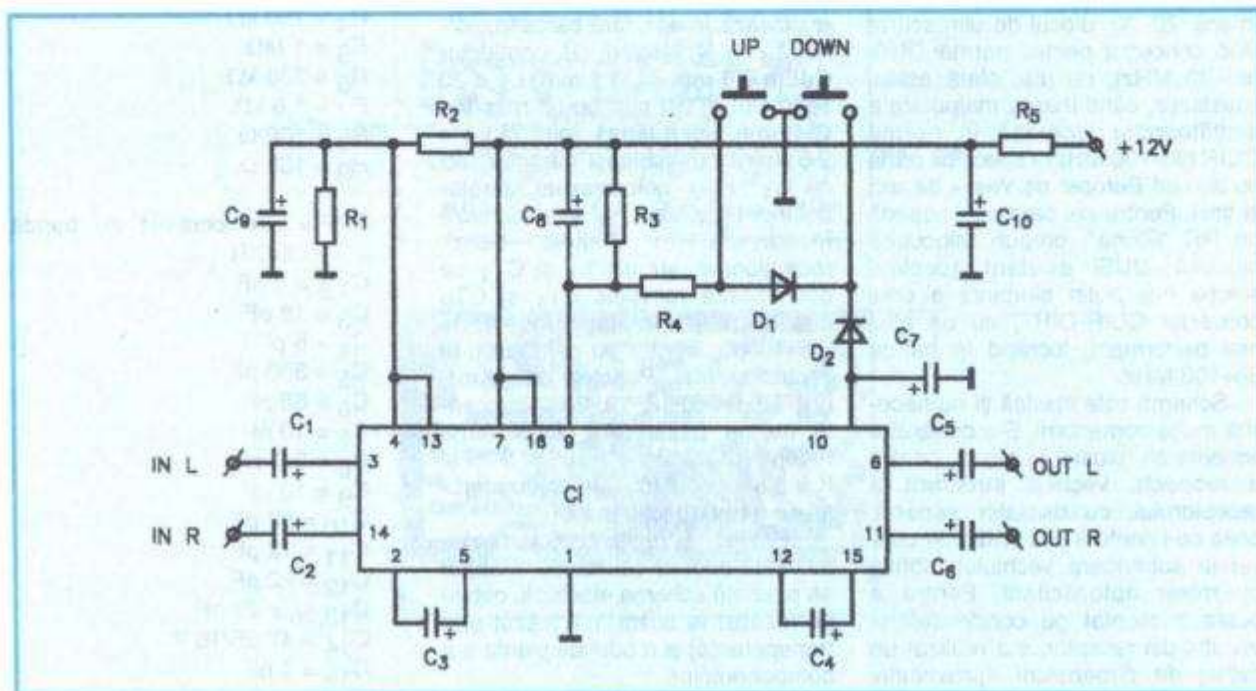 UP DOWN
R2
R5
+12V
C9
+
R1
C8
+
R3
C10
+
R4
D1
D2
C7
+
C1
4 13 7 16 9 10
C5
IN L
+
3
6
+
OUT L
CI
IN R
+
14
11
+
OUT R
C2
2 5 1 12 15
C6
+
C3
+
C4